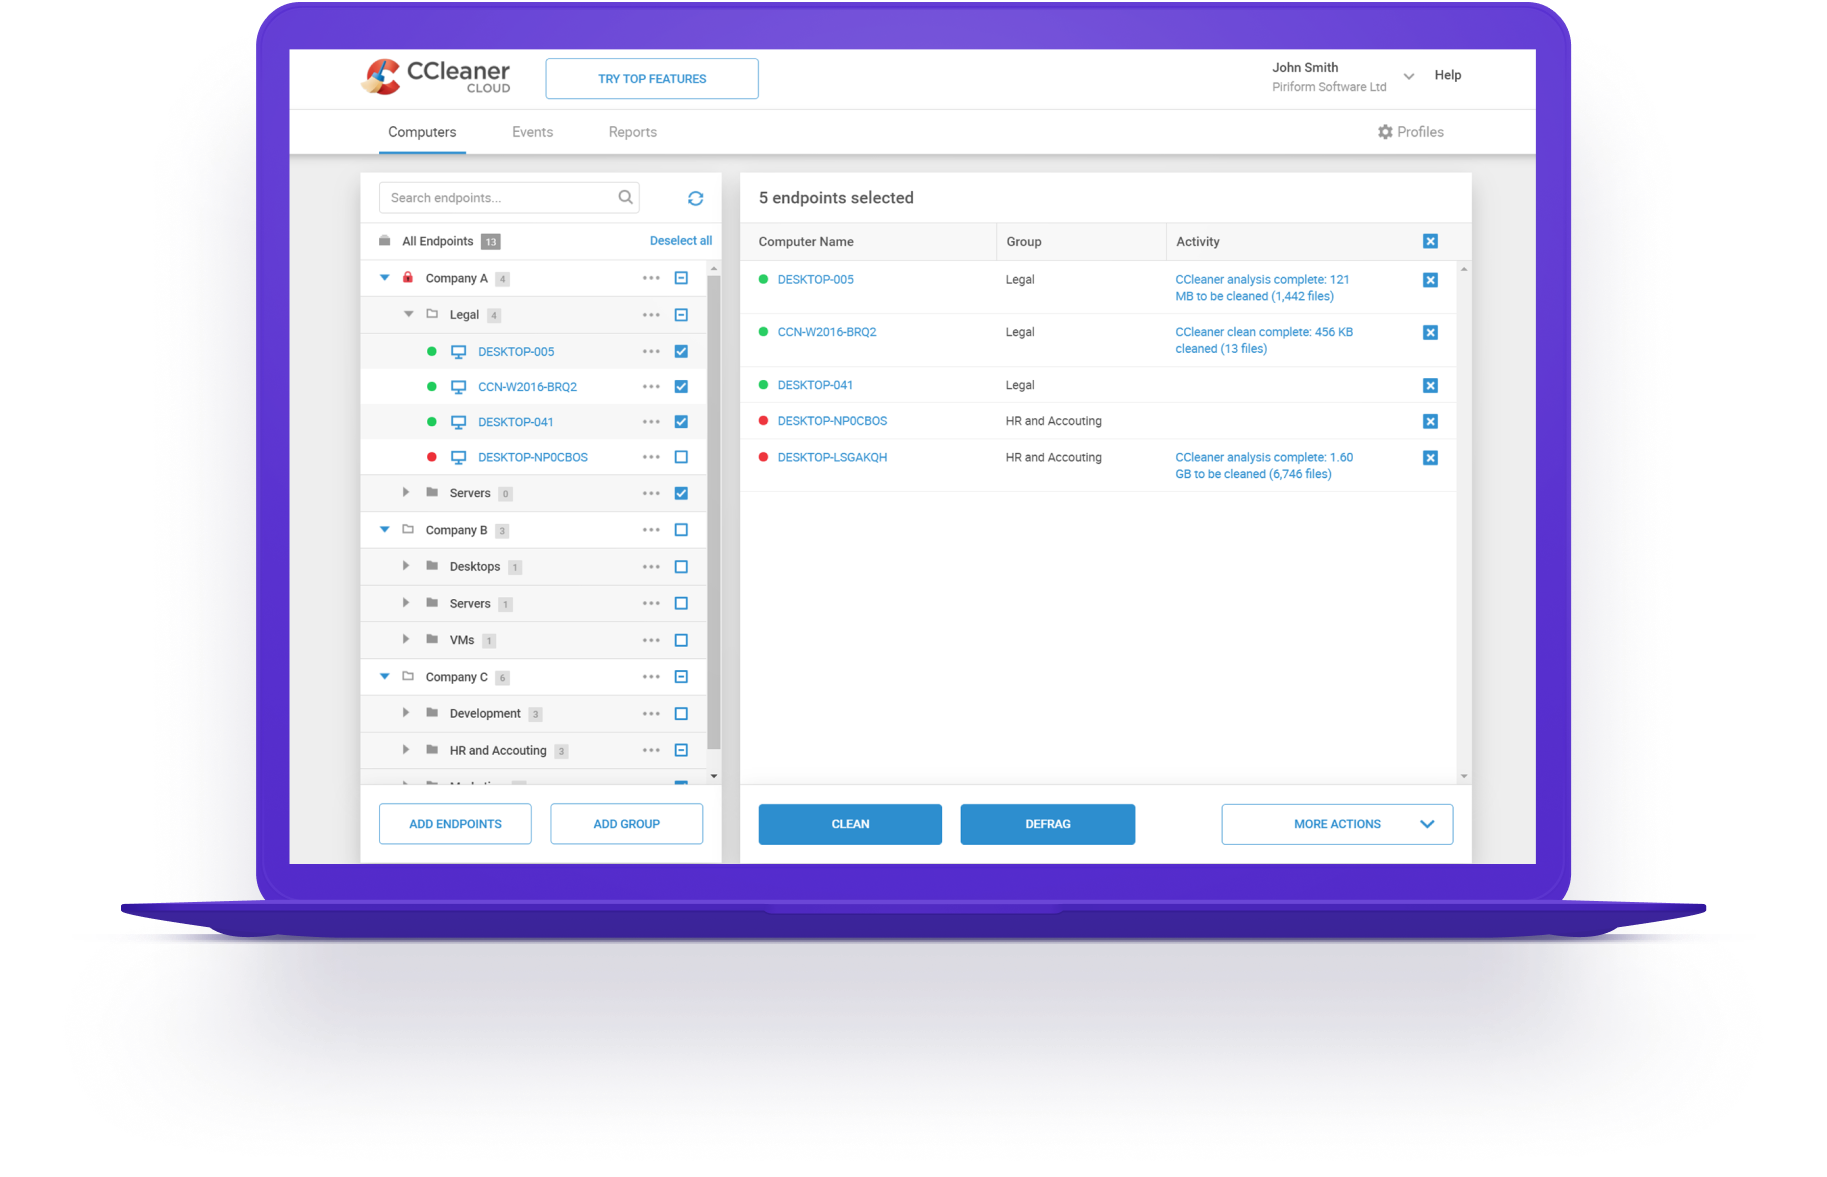 CCleaner
CLOUD
TRY TOP FEATURES
John Smith
Piriform Software Ltd
Help
Computers
Events
Reports
Profiles
Search endpoints...
All Endpoints 13
Deselect all
Company A 4
Legal 4
DESKTOP-005
CCN-W2016-BRQ2
DESKTOP-041
DESKTOP-NP0CBOS
Servers 0
Company B 3
Desktops 1
Servers 1
VMs 1
Company C 6
Development 3
HR and Accouting 3
ADD ENDPOINTS
ADD GROUP
5 endpoints selected
Computer Name
Group
Activity
DESKTOP-005
Legal
CCleaner analysis complete: 121
MB to be cleaned (1,442 files)
CCN-W2016-BRQ2
Legal
CCleaner clean complete: 456 KB
cleaned (13 files)
DESKTOP-041
Legal
DESKTOP-NP0CBOS
HR and Accouting
DESKTOP-LSGAKQH
HR and Accouting
CCleaner analysis complete: 1.60
GB to be cleaned (6,746 files)
CLEAN
DEFRAG
MORE ACTIONS